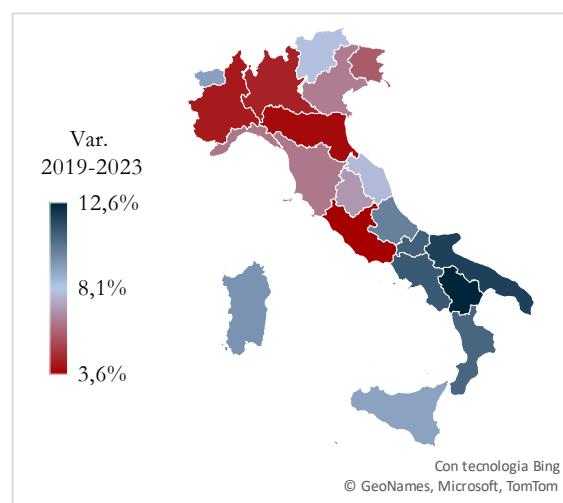 Var.
2019-2023
12,6%
8,1%
3,6%
Con tecnologia Bing
© GeoNames, Microsoft, TomTom